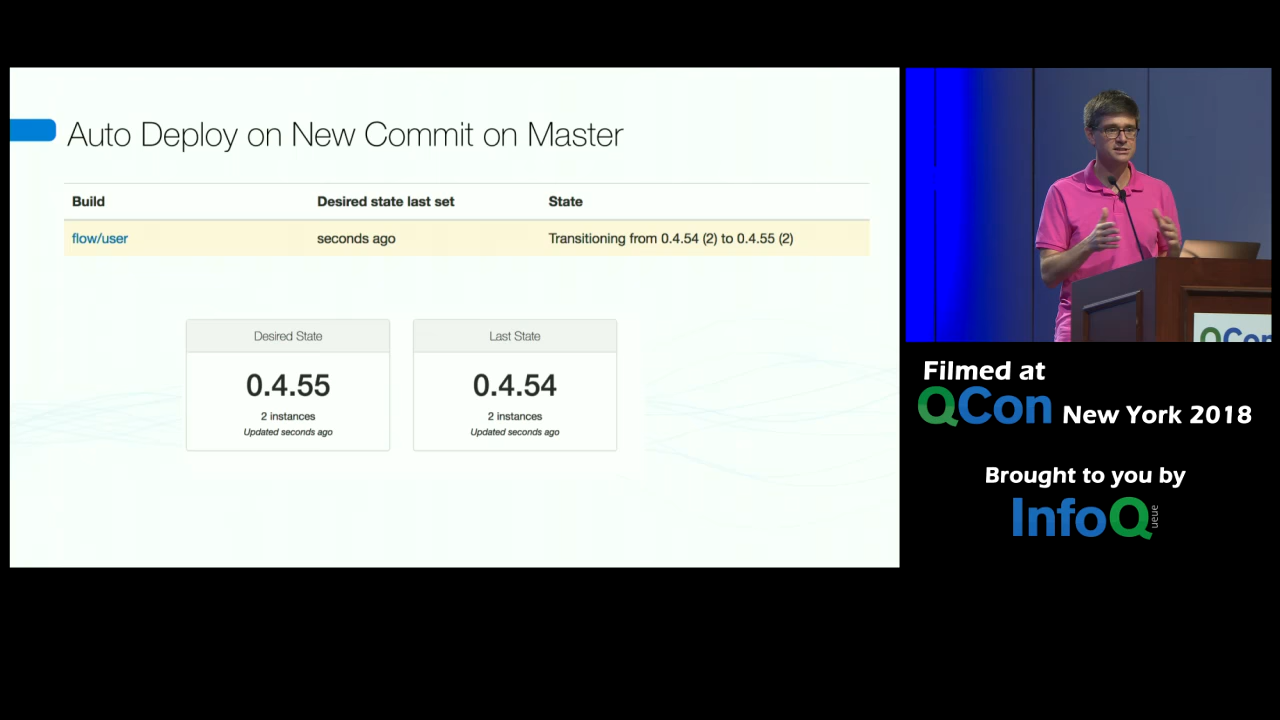 Auto Deploy on New Commit on Master
Build Desired state last set State
flow/user seconds ago Transitioning from 0.4.54 (2) to 0.4.55 (2)
Desired State
0.4.55
2 instances
Updated seconds ago
Last State
0.4.54
2 instances
Updated seconds ago
QCon
Filmed at
QCon New York 2018
Brought to you by
InfoQueue